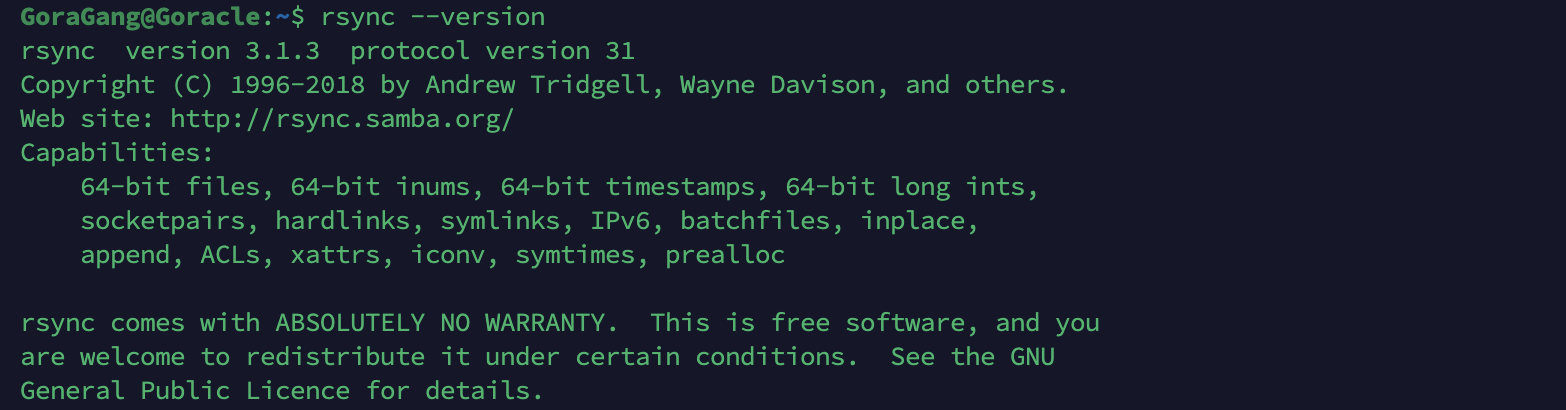 GoraGang@Goracle:~$ rsync --version
rsync  version 3.1.3  protocol version 31
Copyright (C) 1996-2018 by Andrew Tridgell, Wayne Davison, and others.
Web site: http://rsync.samba.org/
Capabilities:
    64-bit files, 64-bit inums, 64-bit timestamps, 64-bit long ints,
    socketpairs, hardlinks, symlinks, IPv6, batchfiles, inplace,
    append, ACLs, xattrs, iconv, symtimes, prealloc

rsync comes with ABSOLUTELY NO WARRANTY.  This is free software, and you
are welcome to redistribute it under certain conditions.  See the GNU
General Public Licence for details.